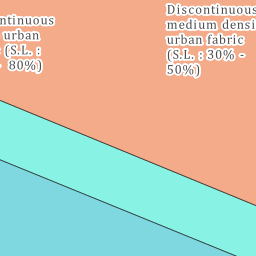 ntinuous
urban
(S.L. :
- 80%)
Discontinuous
medium densi
urban fabric
(S.L. : 30% -
50%)